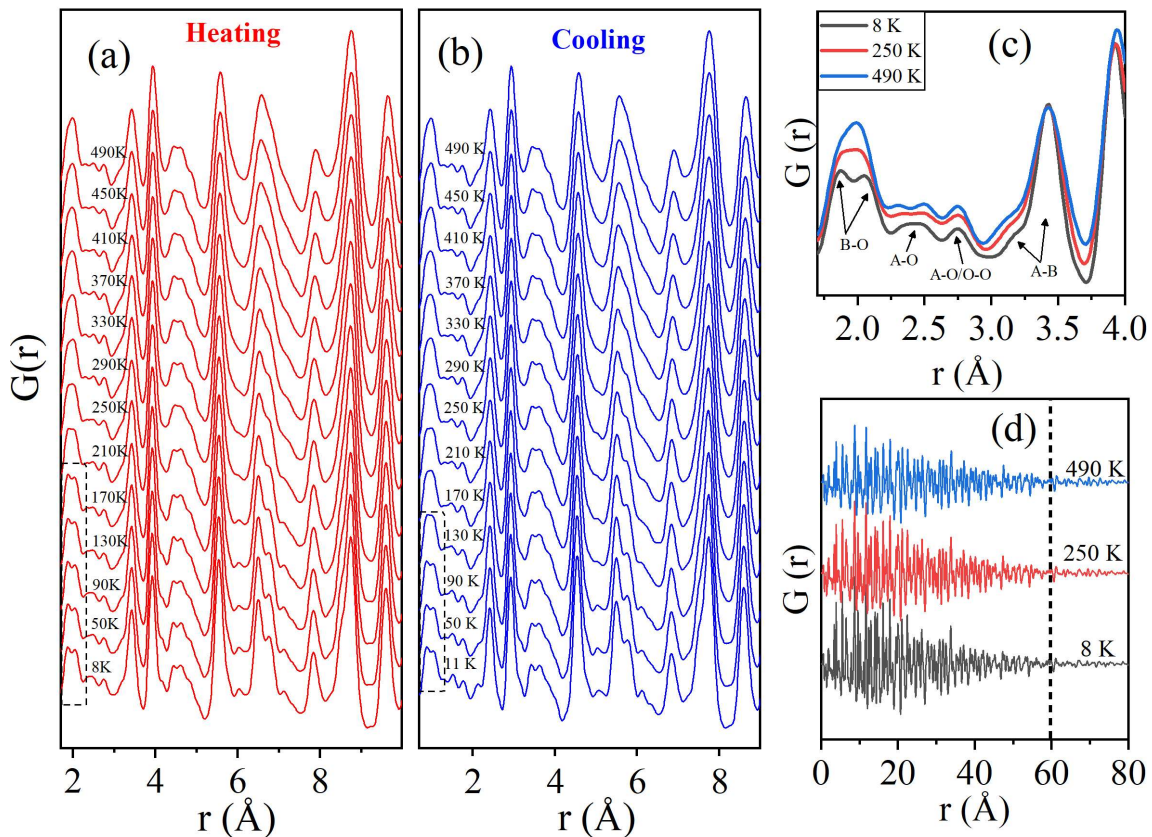 (a)
Heating
490K
450K
410K
370K
330K
290K
250K
210K
170K
130K
90K
50K
8K
G(r)
2 4 6 8
r (Å)
(b)
Cooling
490 K
450 K
410 K
370 K
330 K
290 K
250 K
210 K
170 K
130 K
90 K
50 K
11 K
2 4 6 8
r (Å)
8 K
250 K
490 K
(c)
B-O
A-O
A-O/O-O
A-B
G (r)
2.0 2.5 3.0 3.5 4.0
r (Å)
(d)
490 K
250 K
8 K
G (r)
0 20 40 60 80
r (Å)